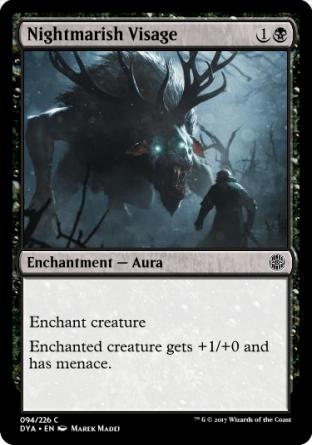 Nightmarish Visage 1
Enchantment — Aura
Enchant creature
Enchanted creature gets +1/+0 and
has menace.
094/226 C
DYA • EN Marek Madej
™ & © 2017 Wizards of the Coast